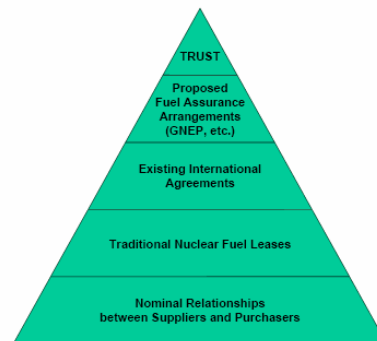 TRUST
Proposed
Fuel Assurance
Arrangements
(GNEP, etc.)
Existing International
Agreements
Traditional Nuclear Fuel Leases
Nominal Relationships
between Suppliers and Purchasers